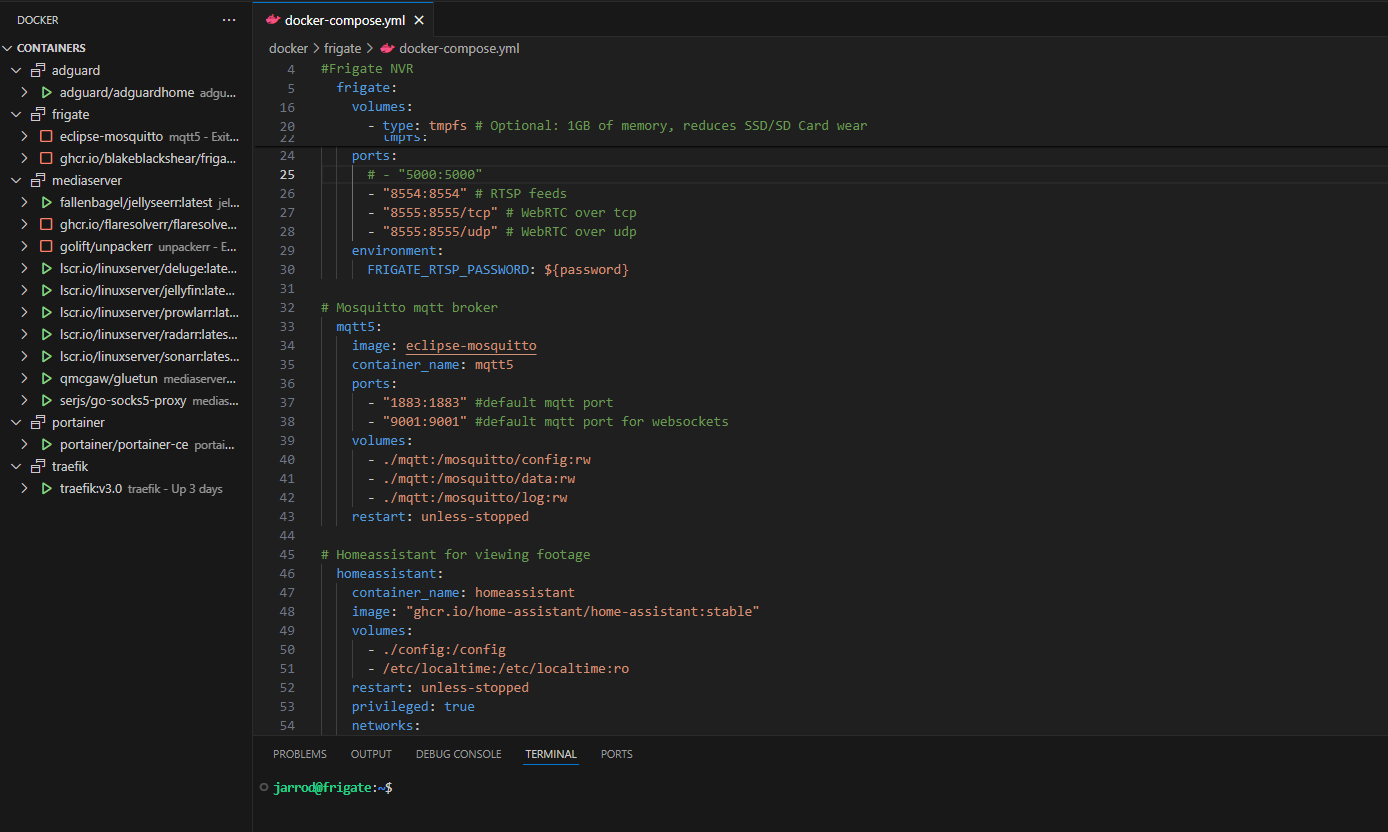 DOCKER
CONTAINERS
adguard
adguard/adguardhome adgu...
frigate
eclipse-mosquitto mqtt5 - Exit...
ghcr.io/blakeblackshear/friga...
mediaserver
fallenbagel/jellyseerr:latest jel...
ghcr.io/flaresolverr/flaresolve...
golift/unpackerr unpackerr - E...
lscr.io/linuxserver/deluge:late...
lscr.io/linuxserver/jellyfin:late...
lscr.io/linuxserver/prowlarr:lat...
lscr.io/linuxserver/radarr:lates...
lscr.io/linuxserver/sonarr:lates...
qmcgaw/gluetun mediaserver...
serjs/go-socks5-proxy medias...
portainer
portainer/portainer-ce portai...
traefik
traefik:v3.0 traefik - Up 3 days
docker-compose.yml
docker > frigate > docker-compose.yml
4 #Frigate NVR
5 frigate:
16 volumes:
20 - type: tmpfs # Optional: 1GB of memory, reduces SSD/SD Card wear
22 tmpfs:
24 ports:
25 # - "5000:5000"
26 - "8554:8554" # RTSP feeds
27 - "8555:8555/tcp" # WebRTC over tcp
28 - "8555:8555/udp" # WebRTC over udp
29 environment:
30 FRIGATE_RTSP_PASSWORD: ${password}
31
32 # Mosquitto mqtt broker
33 mqtt5:
34 image: eclipse-mosquitto
35 container_name: mqtt5
36 ports:
37 - "1883:1883" #default mqtt port
38 - "9001:9001" #default mqtt port for websockets
39 volumes:
40 - ./mqtt:/mosquitto/config:rw
41 - ./mqtt:/mosquitto/data:rw
42 - ./mqtt:/mosquitto/log:rw
43 restart: unless-stopped
44
45 # Homeassistant for viewing footage
46 homeassistant:
47 container_name: homeassistant
48 image: "ghcr.io/home-assistant/home-assistant:stable"
49 volumes:
50 - ./config:/config
51 - /etc/localtime:/etc/localtime:ro
52 restart: unless-stopped
53 privileged: true
54 networks:
PROBLEMS OUTPUT DEBUG CONSOLE TERMINAL PORTS
jarrod@frigate:~$